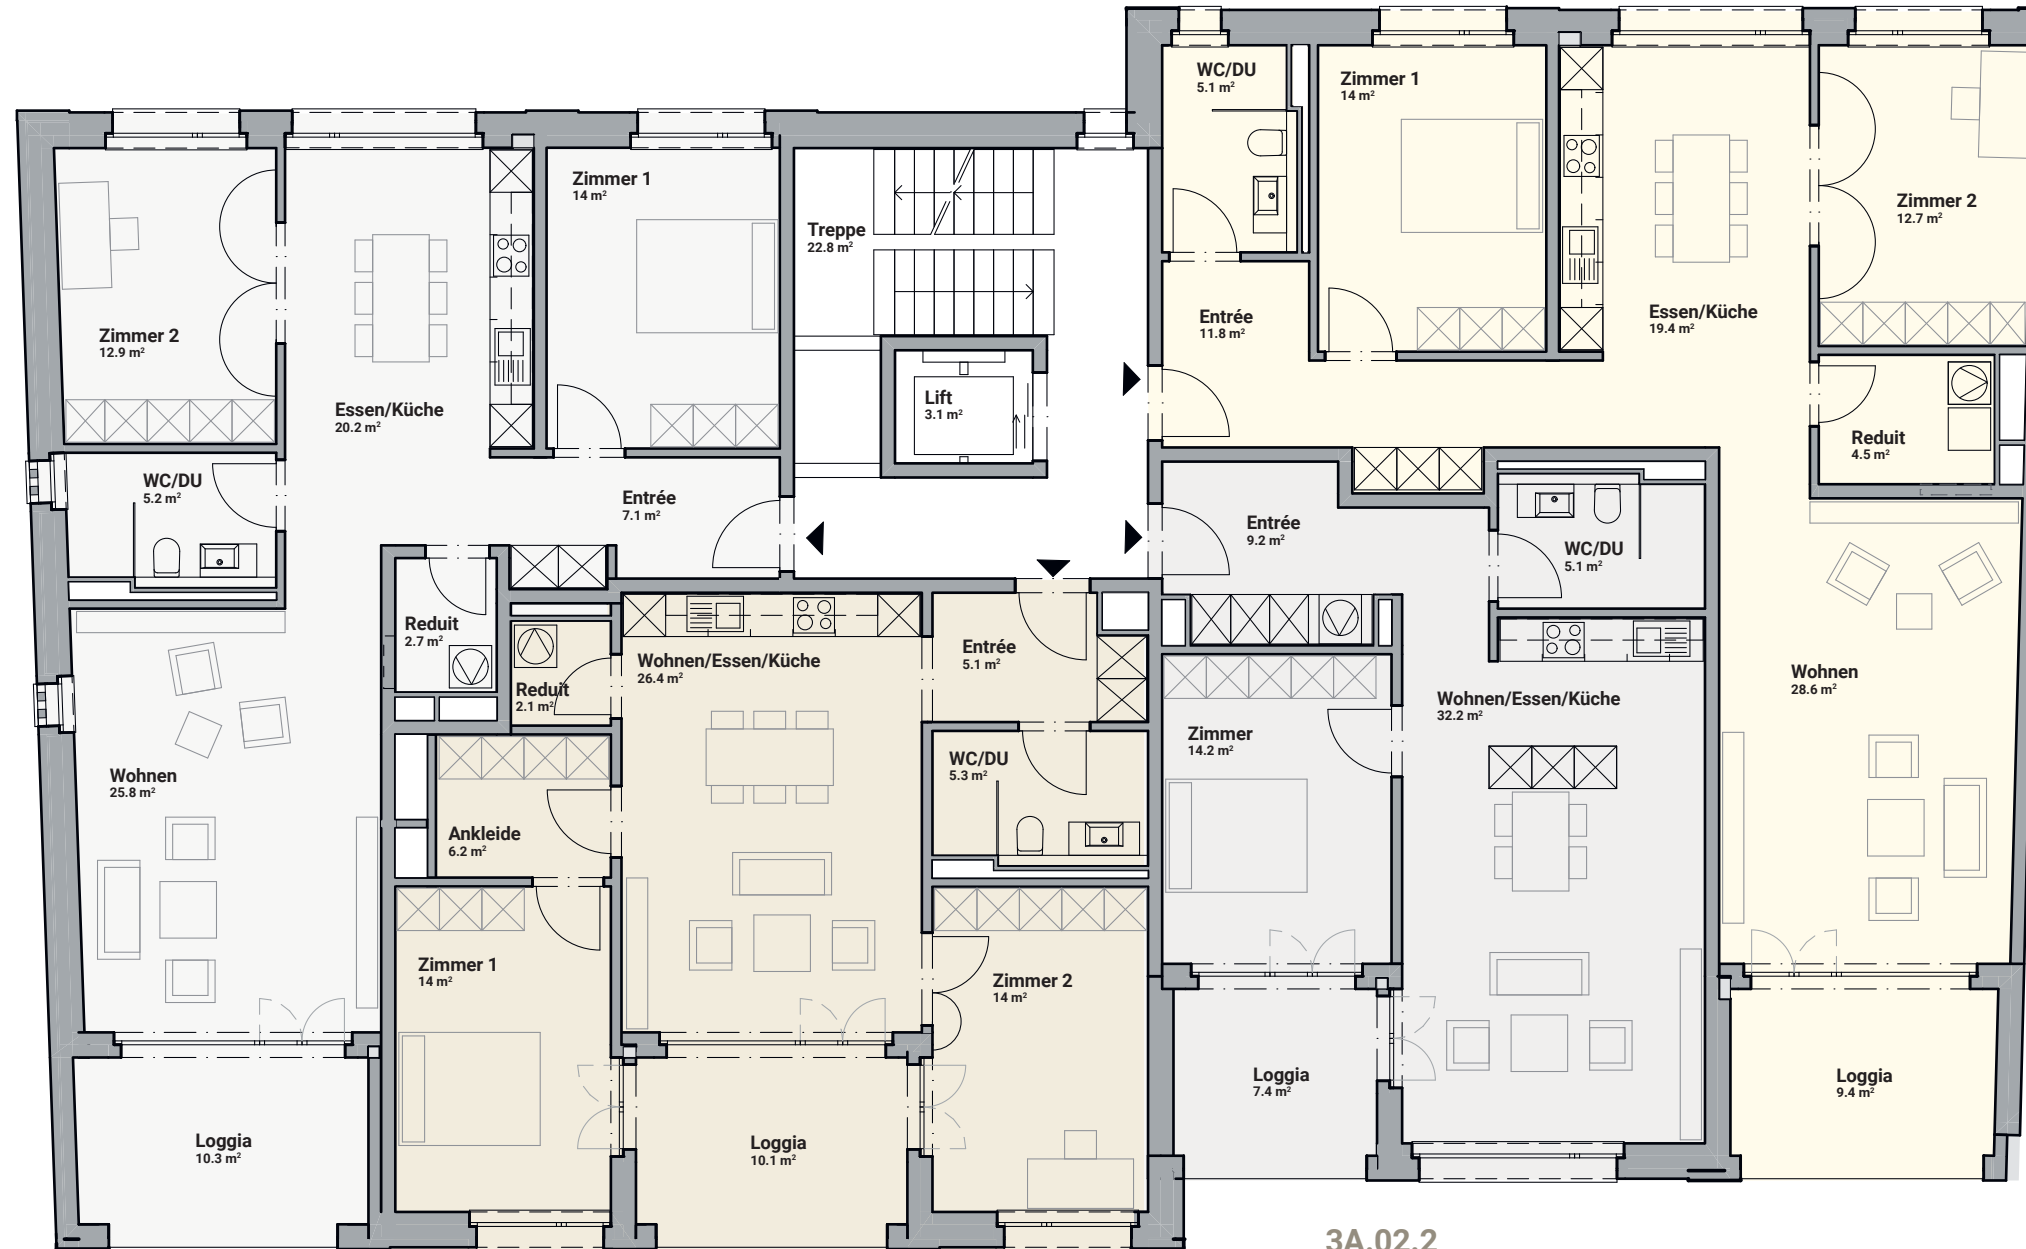 WC/DU
5.1 m²
Zimmer 1
14 m²
Zimmer 2
12.7 m²
Zimmer 1
14 m²
Treppe
22.8 m²
Entrée
11.8 m²
Essen/Küche
19.4 m²
Zimmer 2
12.9 m²
Essen/Küche
20.2 m²
Lift
3.1 m²
Reduit
4.5 m²
WC/DU
5.2 m²
Entrée
7.1 m²
Entrée
9.2 m²
WC/DU
5.1 m²
Reduit
2.7 m²
Reduit
2.1 m²
Wohnen/Essen/Küche
26.4 m²
Entrée
5.1 m²
Wohnen/Essen/Küche
32.2 m²
Wohnen
28.6 m²
Zimmer
14.2 m²
WC/DU
5.3 m²
Wohnen
25.8 m²
Ankleide
6.2 m²
Zimmer 1
14 m²
Zimmer 2
14 m²
Loggia
7.4 m²
Loggia
9.4 m²
Loggia
10.3 m²
Loggia
10.1 m²
3A.02.2